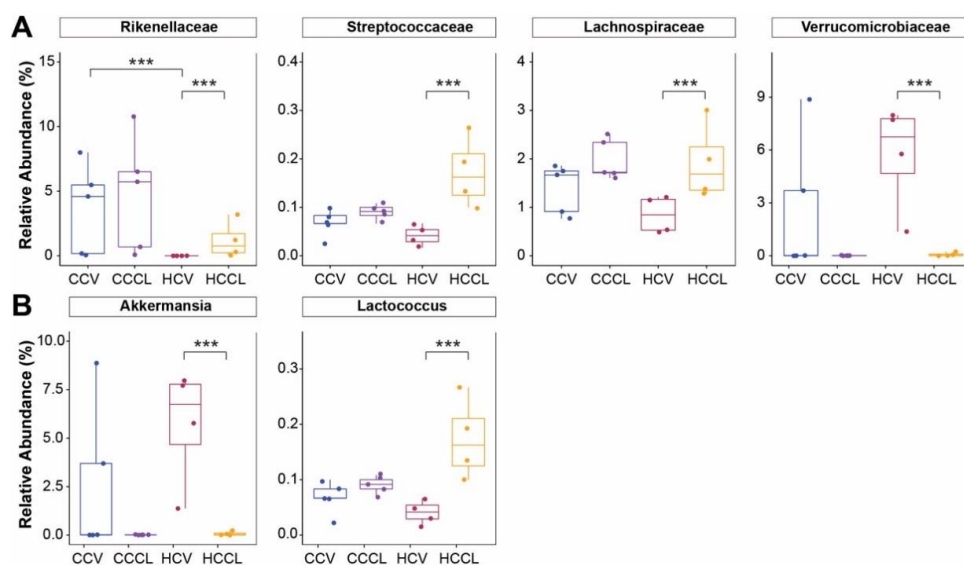 A
Rikenellaceae
Streptococcaceae
Lachnospiraceae
Verrucomicrobiaceae
Relative Abundance (%)
15
10
5
0
***
***
CCV CCCL HCV HCCL
0.4
0.3
0.2
0.1
0.0
***
CCV CCCL HCV HCCL
4
3
2
1
0
***
CCV CCCL HCV HCCL
9
6
3
0
***
CCV CCCL HCV HCCL
B
Akkermansia
Lactococcus
Relative Abundance (%)
10.0
7.5
5.0
2.5
0.0
***
CCV CCCL HCV HCCL
0.3
0.2
0.1
0.0
***
CCV CCCL HCV HCCL